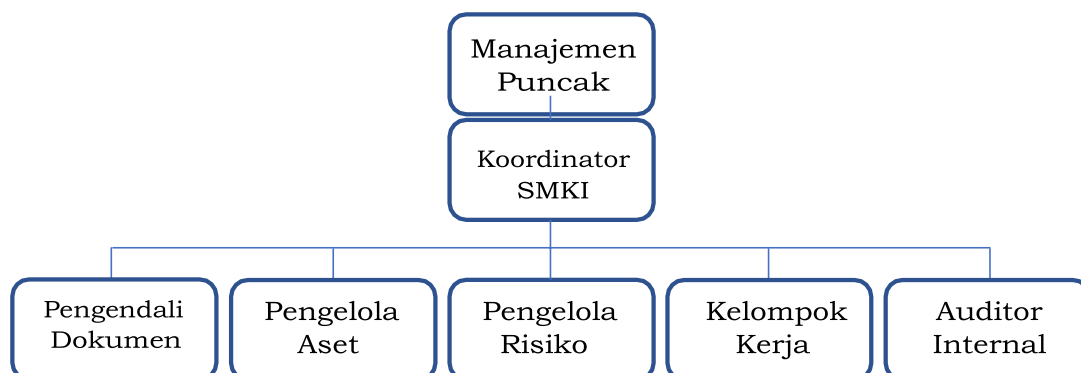 Manajemen
Puncak
Koordinator
SMKI
Pengendali
Dokumen
Pengelola
Aset
Pengelola
Risiko
Kelompok
Kerja
Auditor
Internal